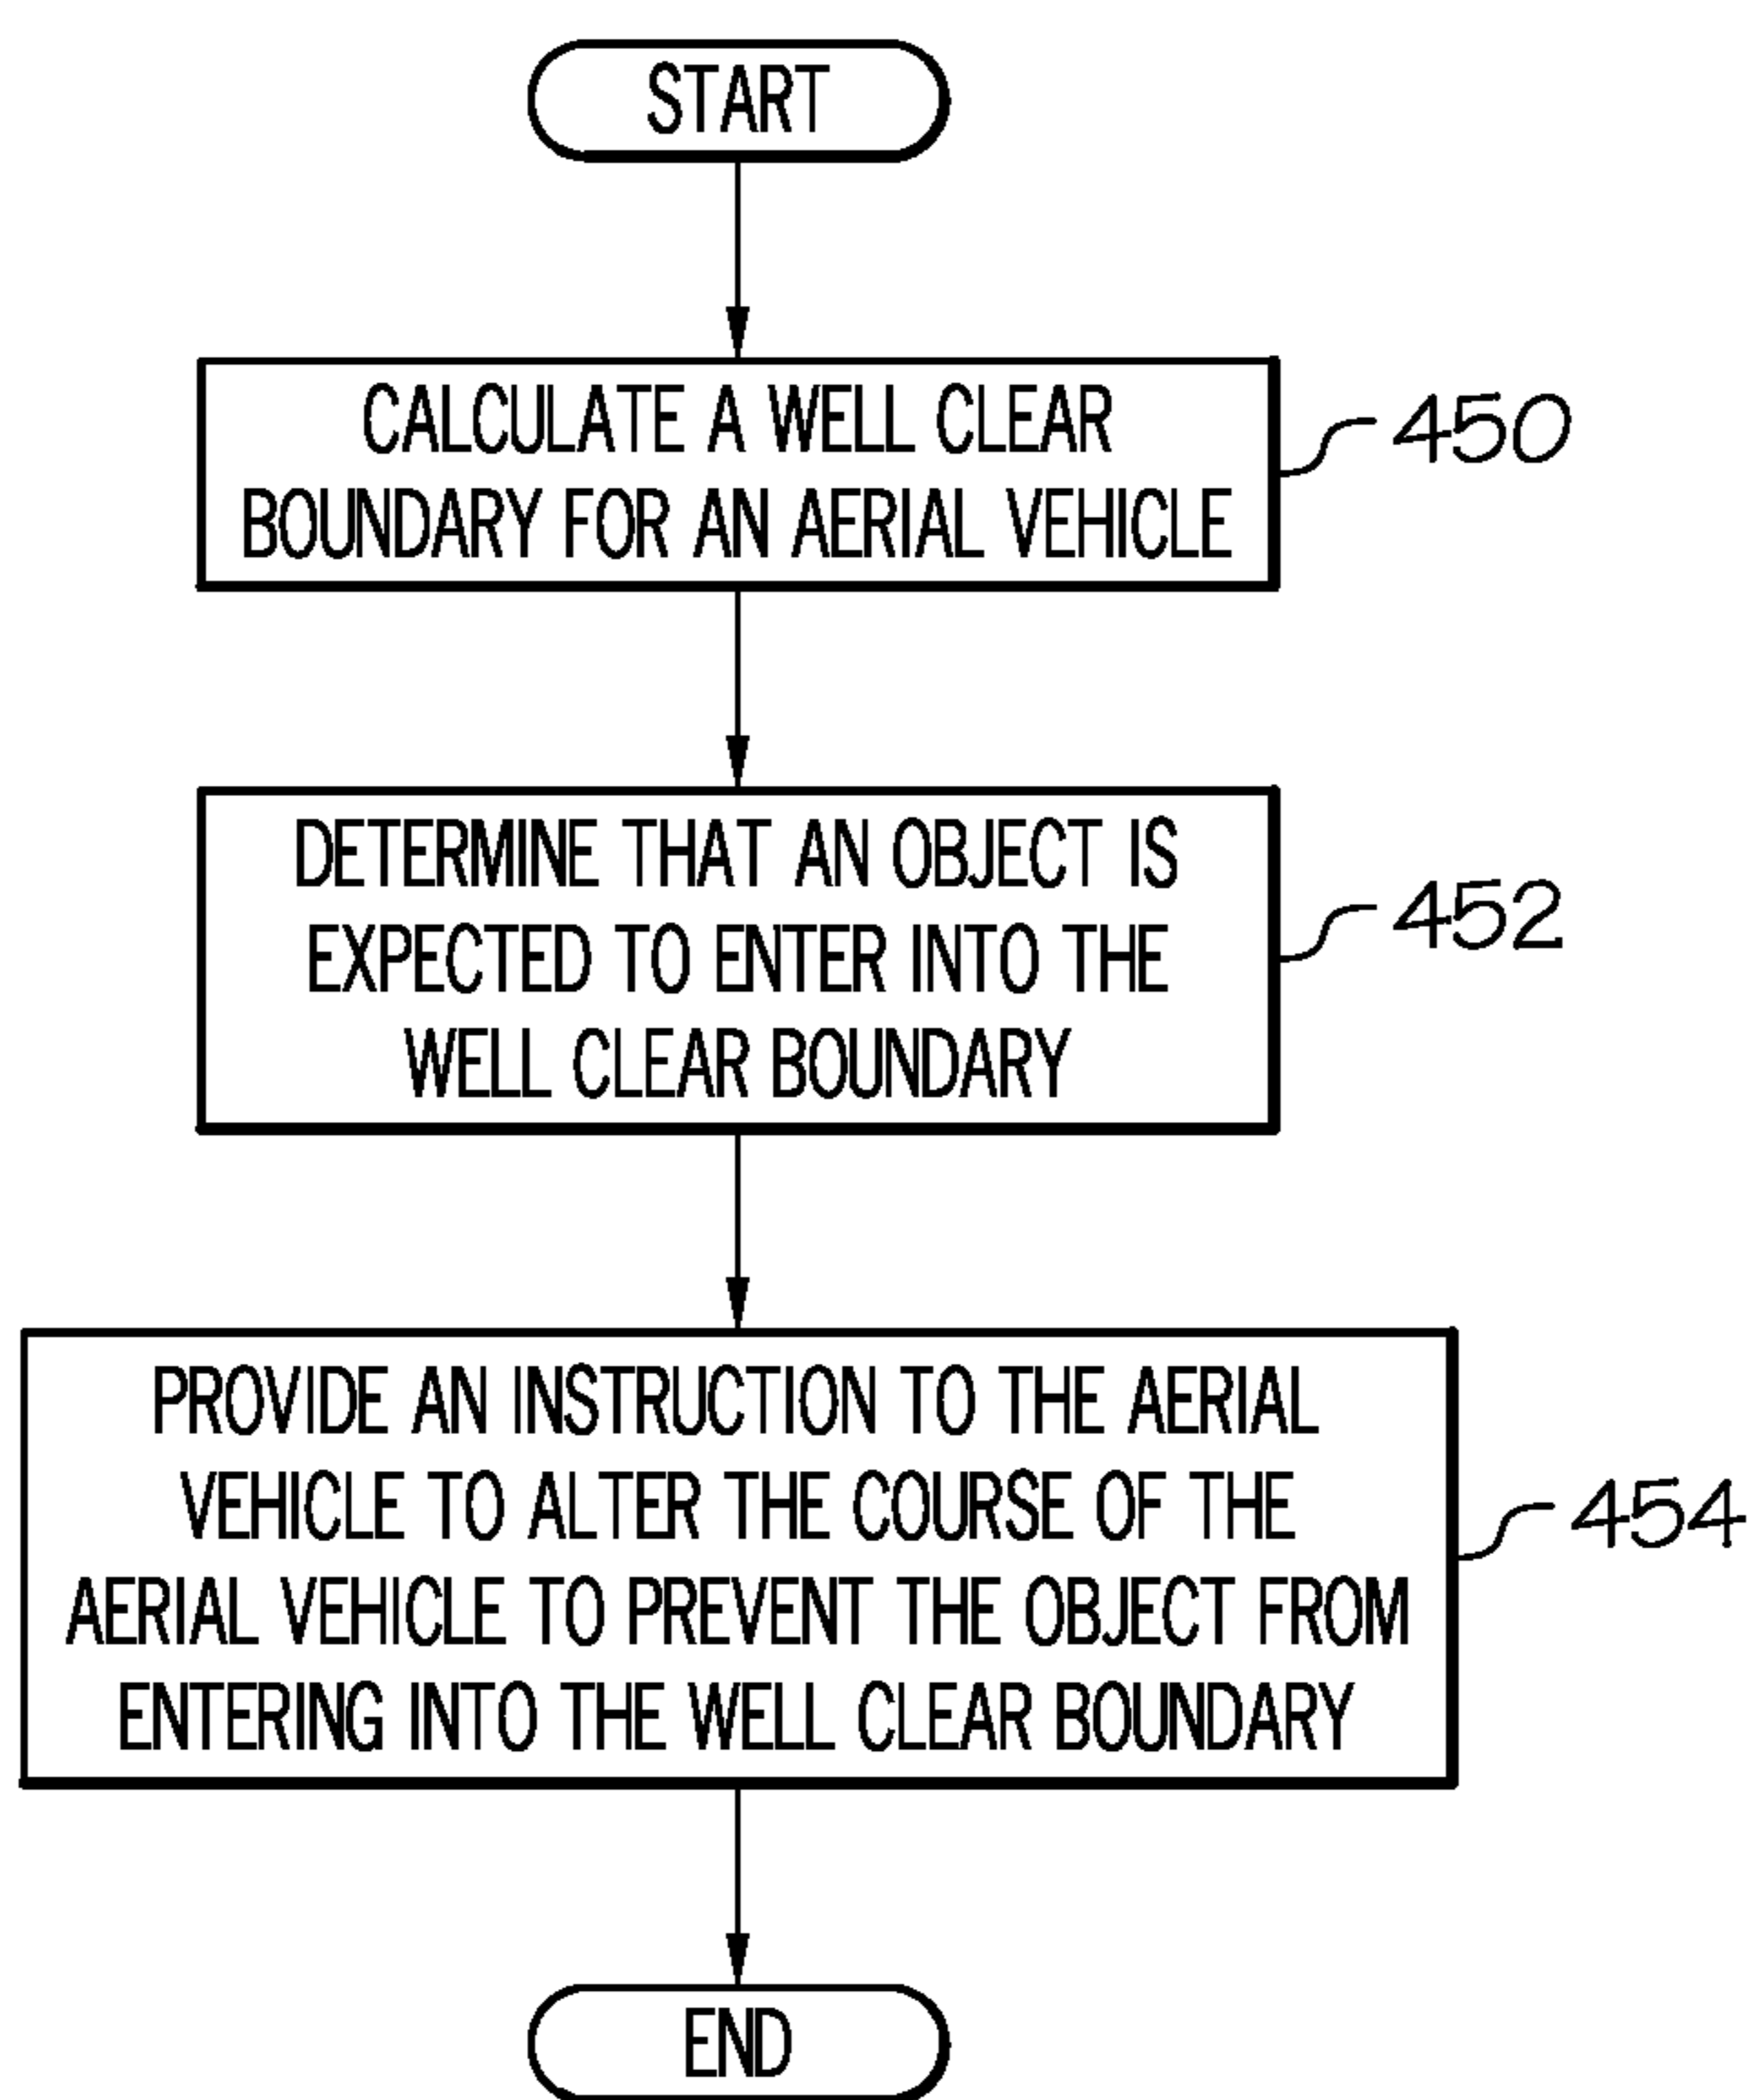 START
CALCULATE A WELL CLEAR
BOUNDARY FOR AN AERIAL VEHICLE
450
DETERMINE THAT AN OBJECT IS
EXPECTED TO ENTER INTO THE
WELL CLEAR BOUNDARY
452
PROVIDE AN INSTRUCTION TO THE AERIAL
VEHICLE TO ALTER THE COURSE OF THE
AERIAL VEHICLE TO PREVENT THE OBJECT FROM
ENTERING INTO THE WELL CLEAR BOUNDARY
454
END